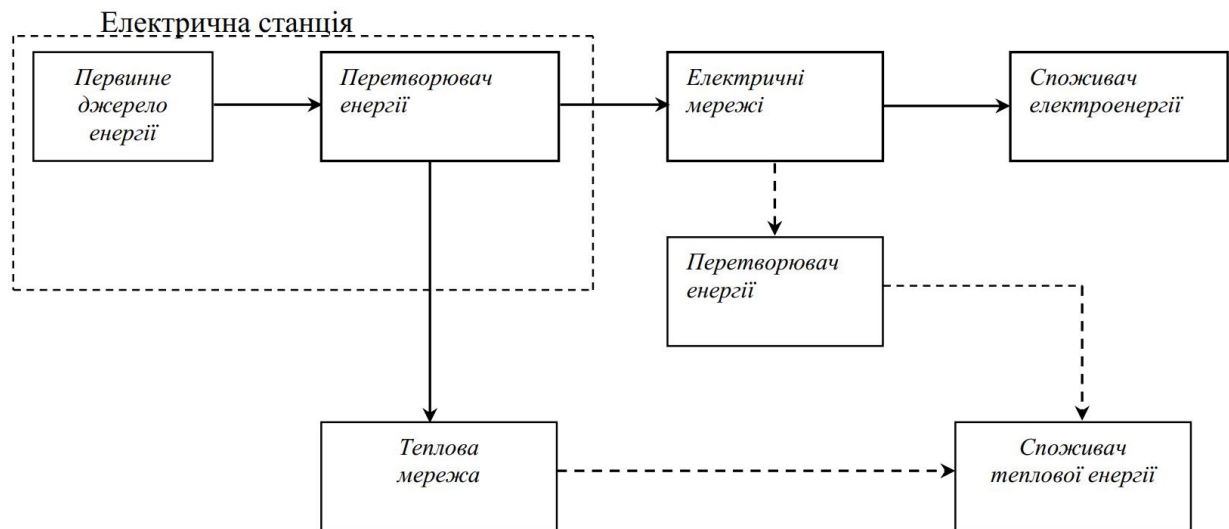 Електрична станція
Первинне
джерело
енергії
Перетворювач
енергії
Електричні
мережі
Споживач
електроенергії
Перетворювач
енергії
Теплова
мережа
Споживач
теплової енергії